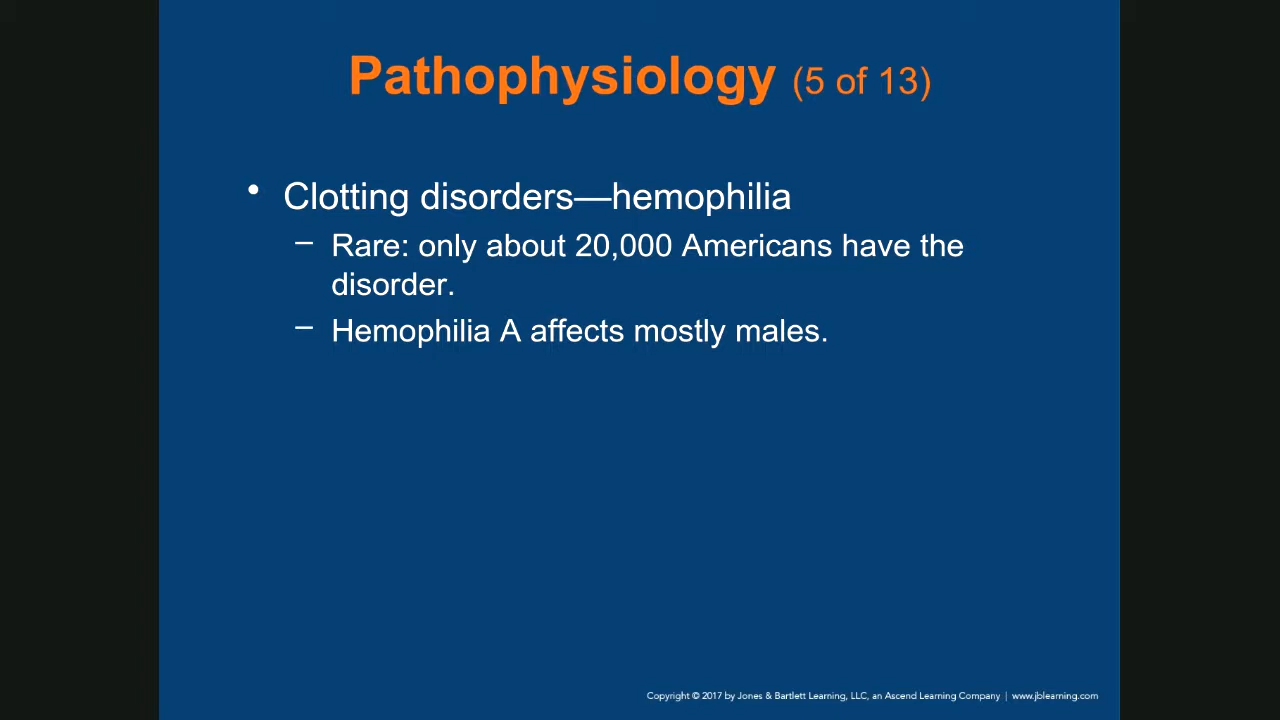 Pathophysiology (5 of 13)
• Clotting disorders—hemophilia
– Rare: only about 20,000 Americans have the
disorder.
– Hemophilia A affects mostly males.
Copyright © 2017 by Jones & Bartlett Learning, LLC, an Ascend Learning Company | www.jblearning.com